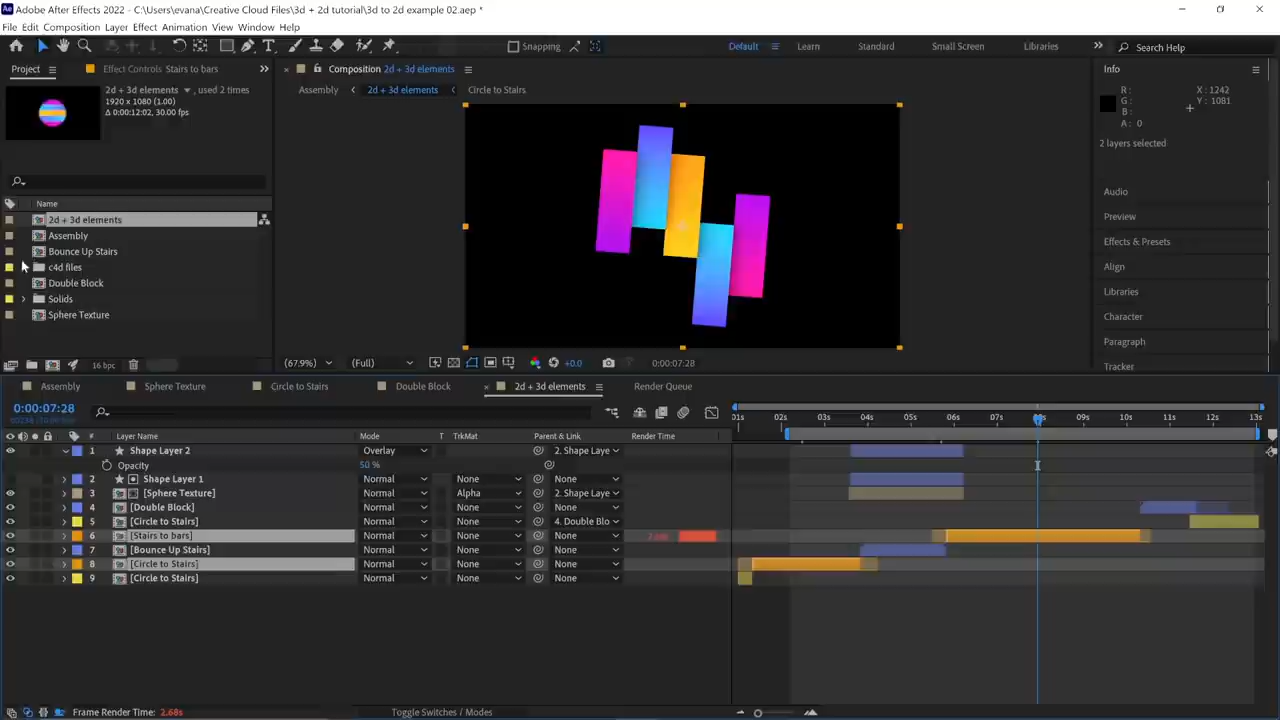 Adobe After Effects 2022 - C:\Users\evana\Creative Cloud Files\3d + 2d tutorial\3d to 2d example 02.aep *
File Edit Composition Layer Effect Animation View Window Help
Snapping
Default Learn Standard Small Screen Libraries Search Help
Project Effect Controls Stairs to bars
Composition 2d + 3d elements
Info
2d + 3d elements , used 2 times
1920 x 1080 (1.00)
Δ 0:00:12:02, 30.00 fps
Assembly 2d + 3d elements Circle to Stairs
R :
G :
B :
A : 0
X : 1242
Y : 1081
2 layers selected
Name
2d + 3d elements
Assembly
Bounce Up Stairs
c4d files
Double Block
Solids
Sphere Texture
Audio
Preview
Effects & Presets
Align
Libraries
Character
Paragraph
Tracker
16 bpc
(67.9%) (Full) +0.0 0:00:07:28
Assembly Sphere Texture Circle to Stairs Double Block 2d + 3d elements Render Queue
0:00:07:28
01s 02s 03s 04s 05s 06s 07s 08s 09s 10s 11s 12s 13s
# Layer Name Mode T TrkMat Parent & Link Render Time
1 Shape Layer 2 Overlay 2. Shape Laye
Opacity 50 %
2 Shape Layer 1 Normal None None
3 [Sphere Texture] Normal Alpha 2. Shape Laye
4 [Double Block] Normal None None
5 [Circle to Stairs] Normal None 4. Double Blo
6 [Stairs to bars] Normal None None
7 [Bounce Up Stairs] Normal None None
8 [Circle to Stairs] Normal None None
9 [Circle to Stairs] Normal None None
Frame Render Time: 2.68s
Toggle Switches / Modes